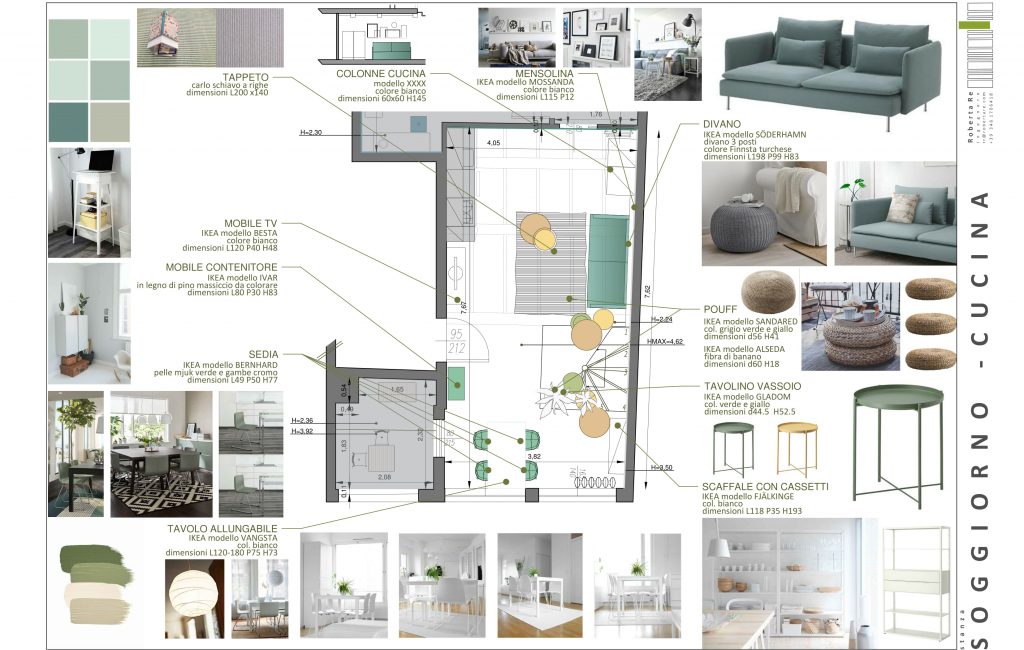 TAPPETO
carlo schiavo a righe
dimensioni L200 x140
COLONNE CUCINA
modello XXXX
colore bianco
dimensioni 60x60 H145
MENSOLINA
IKEA modello MOSSANDA
colore bianco
dimensioni L115 P12
DIVANO
IKEA modello SÖDERHAMN
divano 3 posti
colore Finnsta turchese
dimensioni L198 P99 H83
MOBILE TV
IKEA modello BESTA
colore bianco
dimensioni L120 P40 H48
MOBILE CONTENITORE
IKEA modello IVAR
in legno di pino massiccio da colorare
dimensioni L80 P30 H83
POUFF
IKEA modello SANDARED
col. grigio verde e giallo
dimensioni d56 H41
IKEA modello ALSEDA
fibra di banano
dimensioni d60 H18
SEDIA
IKEA modello BERNHARD
pelle mjuk verde e gambe cromo
dimensioni L49 P50 H77
TAVOLINO VASSOIO
IKEA modello GLADOM
col. verde e giallo
dimensioni d44.5 H52.5
SCAFFALE CON CASSETTI
IKEA modello FJÄLKINGE
col. bianco
dimensioni L118 P35 H193
TAVOLO ALLUNGABILE
IKEA modello VANGSTA
col. bianco
dimensioni L120-180 P75 H73
H=2,30
4,05
1,76
7,62
7,67
95
212
H=2,24
HMAX=4,62
1
2
3
4
1,65
0,54
0,49
H=2,36
H=3,92
1,63
2,32
2,08
0,11
3,82
H=3,50
Roberta Re
stanza
SOGGIORNO - CUCINA